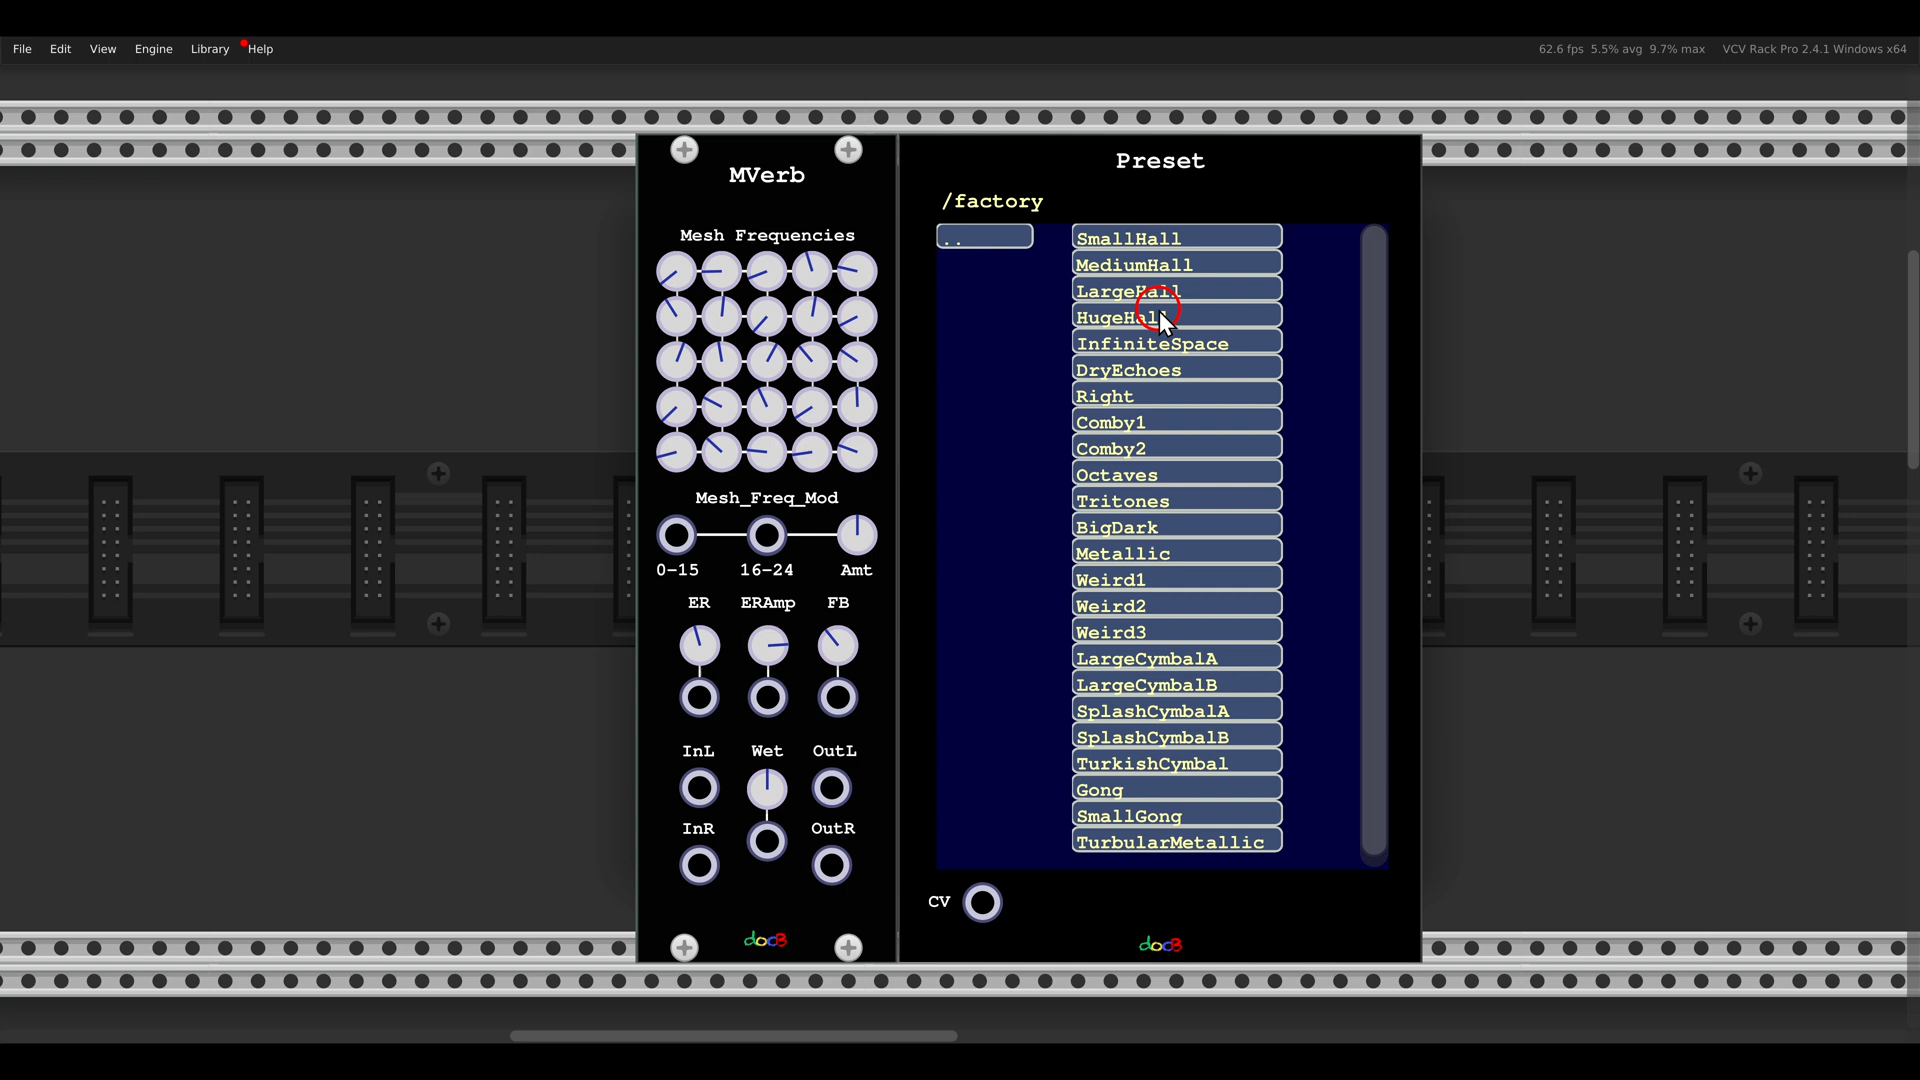 File Edit View Engine Library Help
62.6 fps 5.5% avg 9.7% max VCV Rack Pro 2.4.1 Windows x64
MVerb
Mesh Frequencies
Mesh_Freq_Mod
0-15 16-24 Amt
ER ERAmp FB
InL Wet OutL
InR OutR
docB
Preset
/factory
..
SmallHall
MediumHall
LargeHall
HugeHall
InfiniteSpace
DryEchoes
Right
Comby1
Comby2
Octaves
Tritones
BigDark
Metallic
Weird1
Weird2
Weird3
LargeCymbalA
LargeCymbalB
SplashCymbalA
SplashCymbalB
TurkishCymbal
Gong
SmallGong
TurbularMetallic
CV
docB